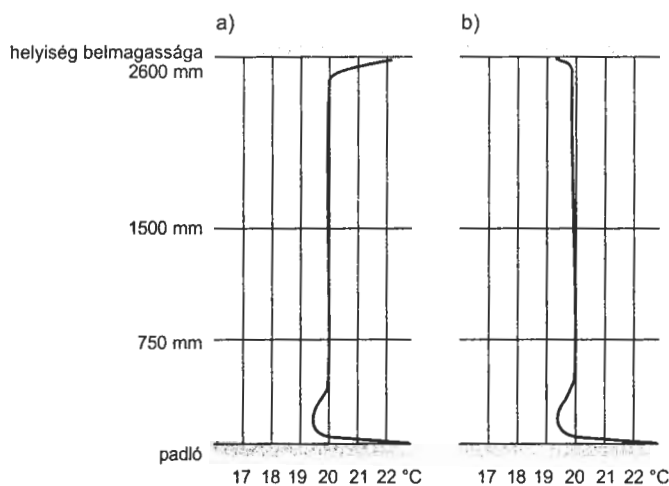 a)
b)
helyiség belmagassága
2600 mm
1500 mm
750 mm
padló
17 18 19 20 21 22 °C
17 18 19 20 21 22 °C